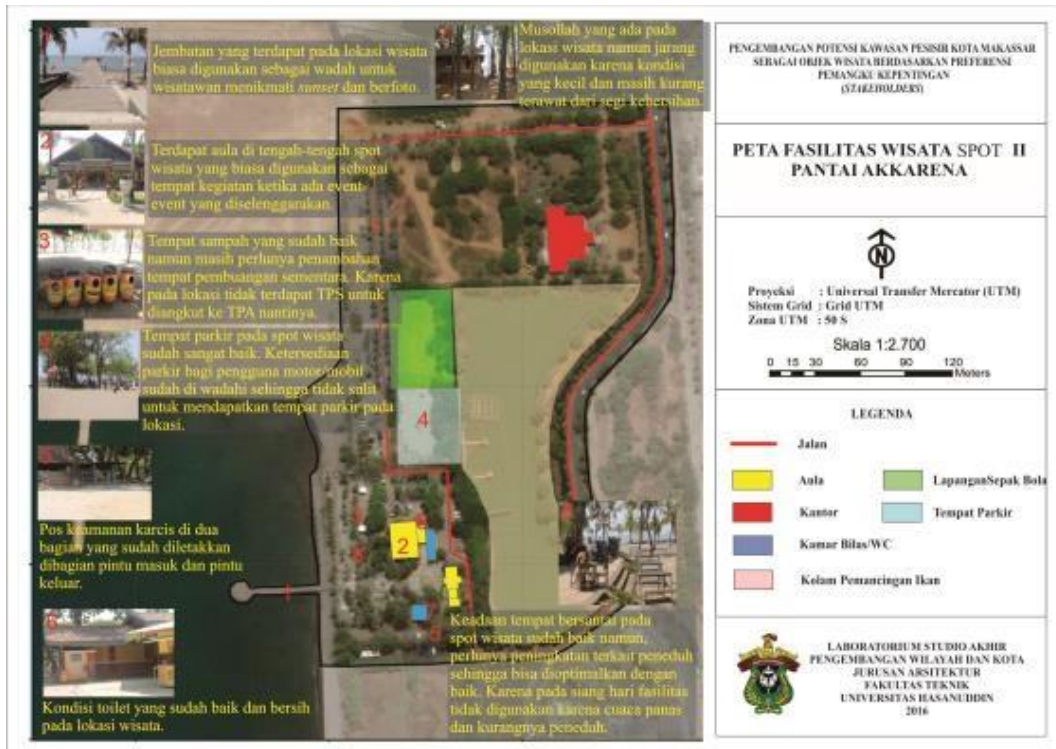 1
Jembatan yang terdapat pada lokasi wisata
biasa digunakan sebagai wadah untuk
wisatawan menikmati sunset dan berfoto.
Musollah yang ada pada
lokasi wisata namun jarang
digunakan karena kondisi
yang kecil dan masih kurang
terawat dari segi kebersihan.
2
Terdapat aula di tengah-tengah spot
wisata yang biasa digunakan sebagai
tempat kegiatan ketika ada event-
event yang diselenggarakan.
3
Tempat sampah yang sudah baik
namun masih perlunya penambahan
tempat pembuangan sementara. Karena
pada lokasi tidak terdapat TPS untuk
diangkut ke TPA nantinya.
4
Tempat parkir pada spot wisata
sudah sangat baik. Ketersediaan
parkir bagi pengguna motor/mobil
sudah di wadahi sehingga tidak sulit
untuk mendapatkan tempat parkir pada
lokasi.
Pos keamanan karcis di dua
bagian yang sudah diletakkan
dibagian pintu masuk dan pintu
keluar.
6
Kondisi toilet yang sudah baik dan bersih
pada lokasi wisata.
4
2
1
Keadaan tempat bersantai pada
spot wisata sudah baik namun,
perlunya peningkatan terkait peneduh
sehingga bisa dioptimalkan dengan
baik. Karena pada siang hari fasilitas
tidak digunakan karena cuaca panas
dan kurangnya peneduh.
PENGEMBANGAN POTENSI KAWASAN PESISIR KOTA MAKASSAR
SEBAGAI OBJEK WISATA BERDASARKAN PREFERENSI
PEMANGKU KEPENTINGAN
(STAKEHOLDERS)
PETA FASILITAS WISATA SPOT II
PANTAI AKKARENA
N
Proyeksi : Universal Transfer Mercator (UTM)
Sistem Grid : Grid UTM
Zona UTM : 50 S
Skala 1:2.700
0 15 30 60 90 120
Meters
LEGENDA
Jalan
Aula
LapanganSepak Bola
Kantor
Tempat Parkir
Kamar Bilas/WC
Kolam Pemancingan Ikan
LABORATORIUM STUDIO AKHIR
PENGEMBANGAN WILAYAH DAN KOTA
JURUSAN ARSITEKTUR
FAKULTAS TEKNIK
UNIVERSITAS HASANUDDIN
2016